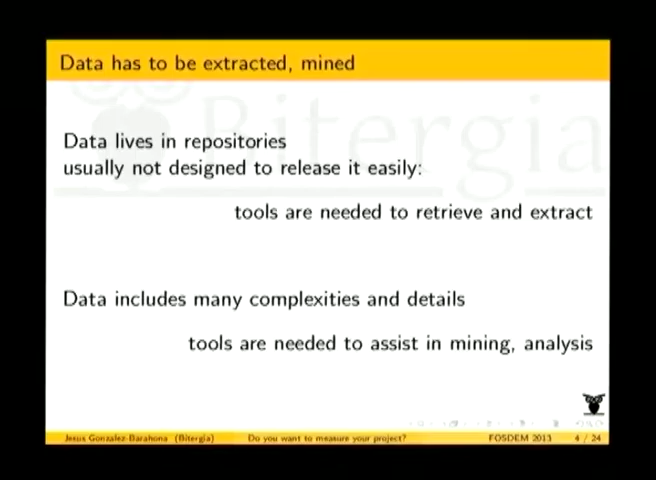 Data has to be extracted, mined
Bitergia
Data lives in repositories
usually not designed to release it easily:
tools are needed to retrieve and extract
Data includes many complexities and details
tools are needed to assist in mining, analysis
Jesus Gonzalez-Barahona (Bitergia) Do you want to measure your project? FOSDEM 2013 4 / 24